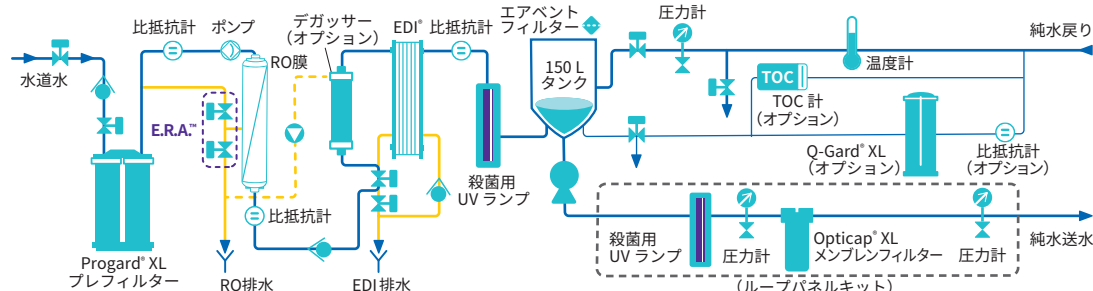 水道水
比抵抗計
ポンプ
デガッサー
（オプション）
EDI®
比抵抗計
エアベント
フィルター
圧力計
純水戻り
RO膜
150 L
タンク
温度計
TOC
TOC 計
（オプション）
E.R.A.™
Q-Gard® XL
（オプション）
比抵抗計
（オプション）
殺菌用
UV ランプ
比抵抗計
殺菌用
UV ランプ
圧力計
Opticap® XL
メンブレンフィルター
圧力計
純水送水
Progard® XL
プレフィルター
RO排水
EDI排水
（ループパネルキット）